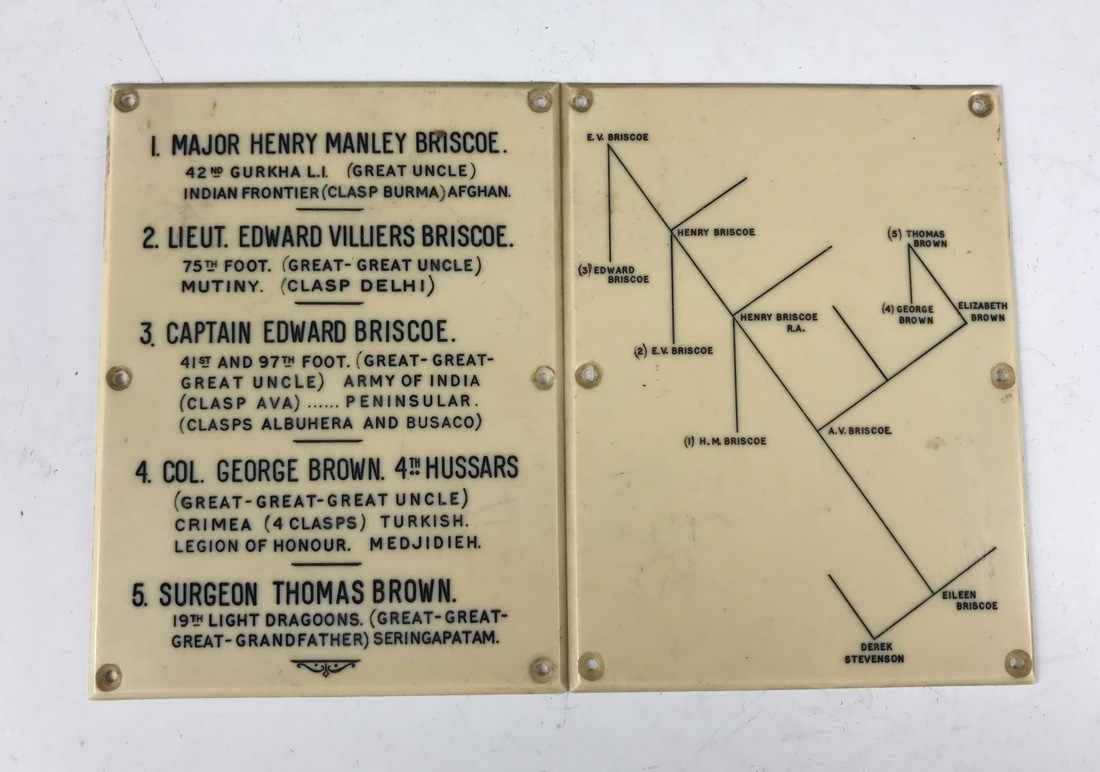 1. MAJOR HENRY MANLEY BRISCOE.
42ND GURKHA L.I. (GREAT UNCLE)
INDIAN FRONTIER (CLASP BURMA) AFGHAN.
2. LIEUT. EDWARD VILLIERS BRISCOE.
75TH FOOT. (GREAT-GREAT UNCLE)
MUTINY. (CLASP DELHI)
3. CAPTAIN EDWARD BRISCOE.
41ST AND 97TH FOOT. (GREAT-GREAT-
GREAT UNCLE) ARMY OF INDIA
(CLASP AVA) ...... PENINSULAR.
(CLASPS ALBUHERA AND BUSACO)
4. COL. GEORGE BROWN. 4TH HUSSARS
(GREAT-GREAT-GREAT UNCLE)
CRIMEA (4 CLASPS) TURKISH.
LEGION OF HONOUR. MEDJIDIEH.
5. SURGEON THOMAS BROWN.
19TH LIGHT DRAGOONS. (GREAT-GREAT-
GREAT-GRANDFATHER) SERINGAPATAM.
E.V. BRISCOE
HENRY BRISCOE
(5) THOMAS
BROWN
(3) EDWARD
BRISCOE
(4) GEORGE
BROWN
ELIZABETH
BROWN
HENRY BRISCOE
R.A.
(2) E.V. BRISCOE
A.V. BRISCOE.
(1) H.M. BRISCOE
EILEEN
BRISCOE
DEREK
STEVENSON